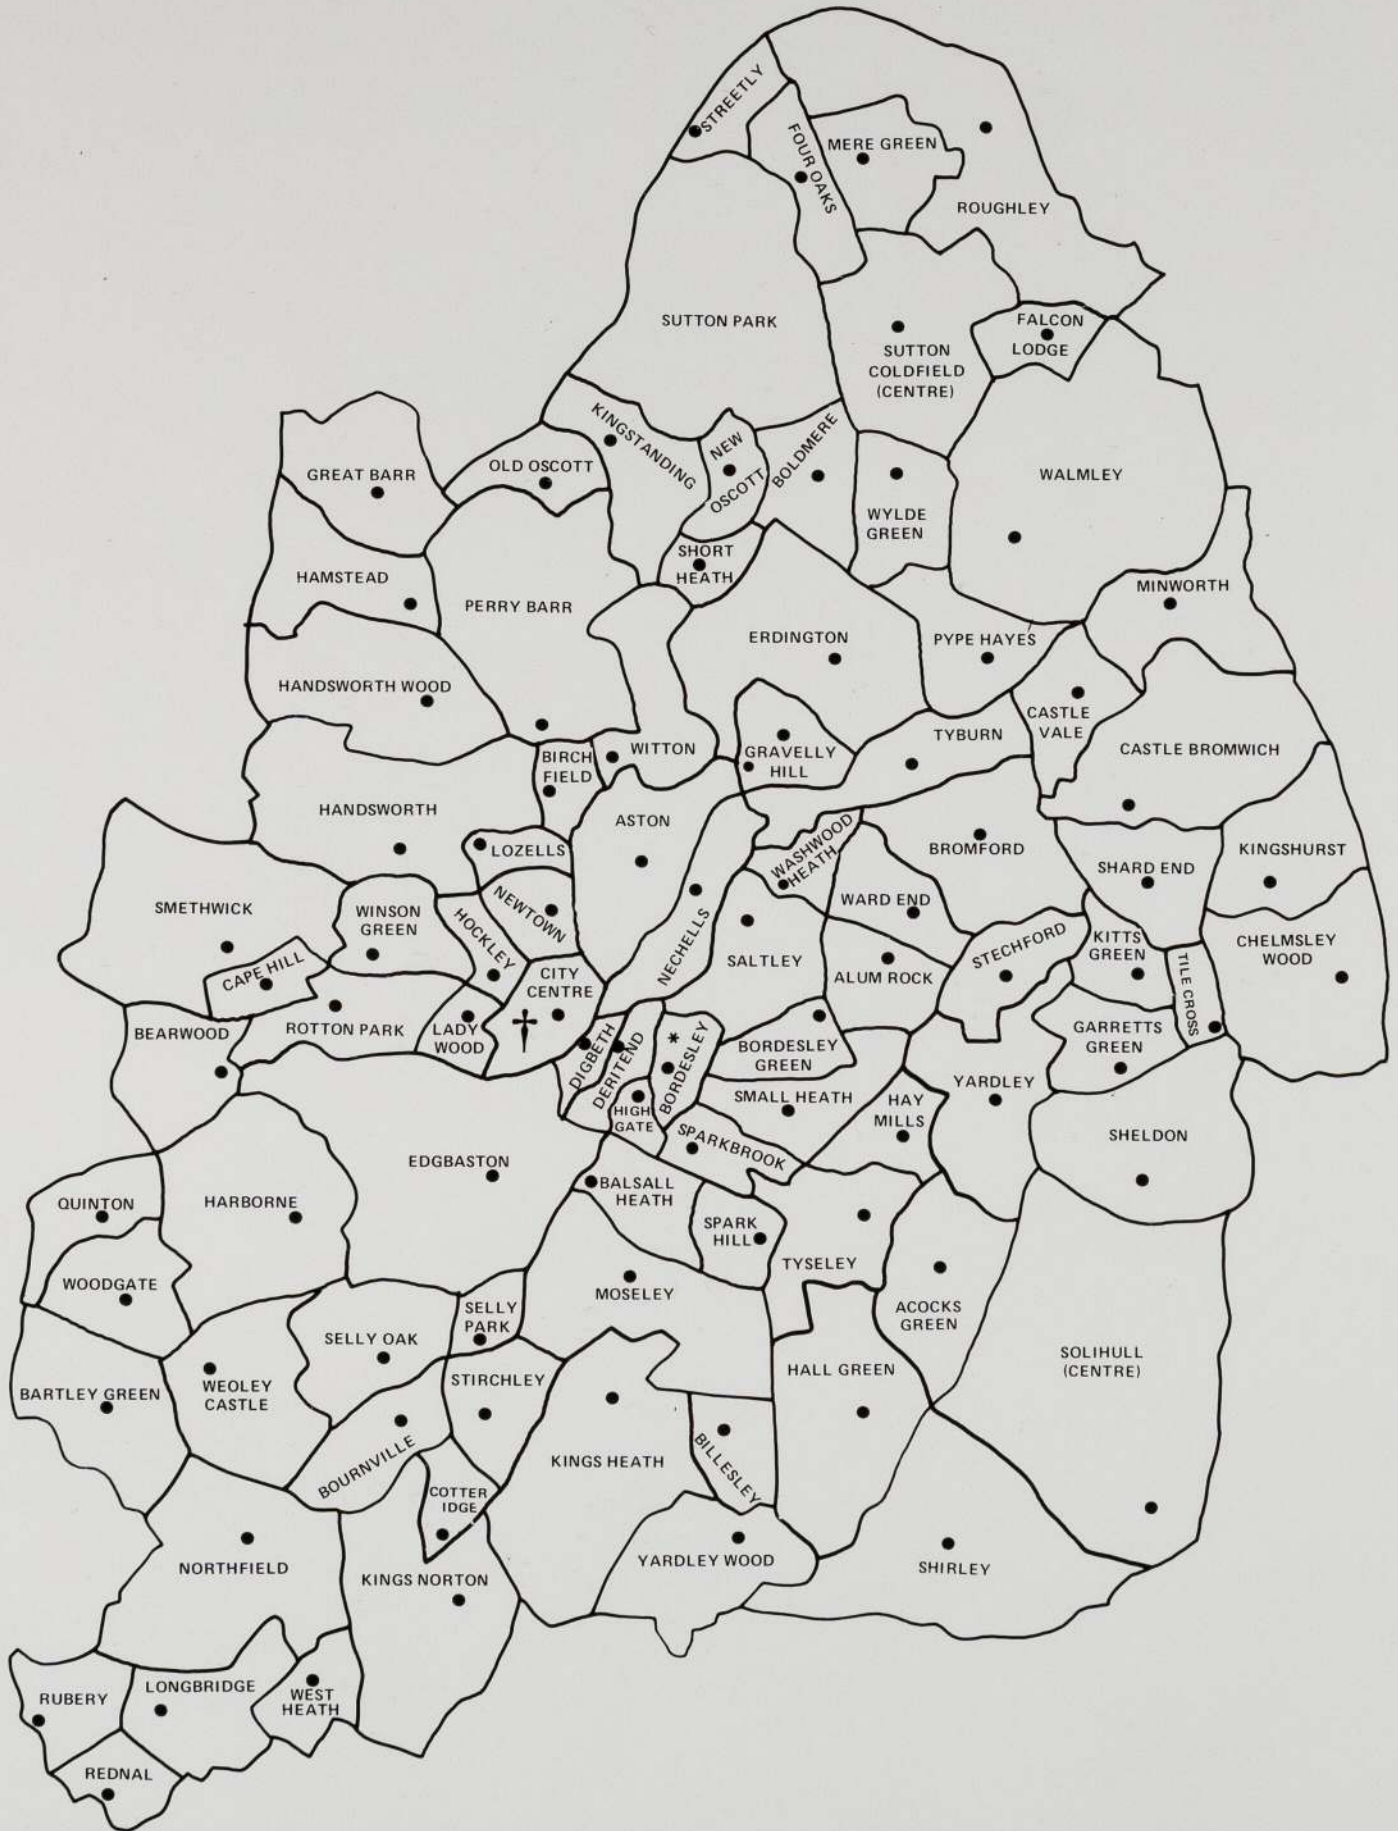 STREETLY
FOUR OAKS
MERE GREEN
ROUGHLEY
SUTTON PARK
SUTTON
COLDFIELD
(CENTRE)
FALCON
LODGE
KINGSTANDING
NEW
OSCOTT
BOLDMERE
WYLDE
GREEN
WALMLEY
GREAT BARR
OLD OSCOTT
HAMSTEAD
PERRY BARR
SHORT
HEATH
MINWORTH
ERDINGTON
PYPE HAYES
HANDSWORTH WOOD
CASTLE
VALE
BIRCH
FIELD
WITTON
GRAVELLY
HILL
TYBURN
CASTLE BROMWICH
HANDSWORTH
ASTON
LOZELLS
WASHWOOD
HEATH
BROMFORD
SHARD END
KINGSHURST
SMETHWICK
WINSON
GREEN
HOCKLEY
NEWTOWN
NECHELLS
WARD END
STECHFORD
KITTS
GREEN
CHELMSLEY
WOOD
CAPE HILL
CITY
CENTRE
SALTLEY
ALUM ROCK
TILE CROSS
BEARWOOD
ROTTON PARK
LADY
WOOD
DIGBETH
DERITEND
*
BORDESLEY
BORDESLEY
GREEN
GARRETTS
GREEN
HIGH
GATE
SMALL HEATH
HAY
MILLS
YARDLEY
SHELDON
EDGBASTON
SPARKBROOK
QUINTON
HARBORNE
BALSALL
HEATH
SPARK
HILL
TYSELEY
WOODGATE
SELLY
PARK
MOSELEY
ACOCKS
GREEN
SELLY OAK
SOLIHULL
(CENTRE)
BARTLEY GREEN
WEOLEY
CASTLE
STIRCHLEY
HALL GREEN
BOURNVILLE
KINGS HEATH
BILLESLEY
COTTER
IDGE
NORTHFIELD
KINGS NORTON
YARDLEY WOOD
SHIRLEY
RUBERY
LONGBRIDGE
WEST
HEATH
REDNAL